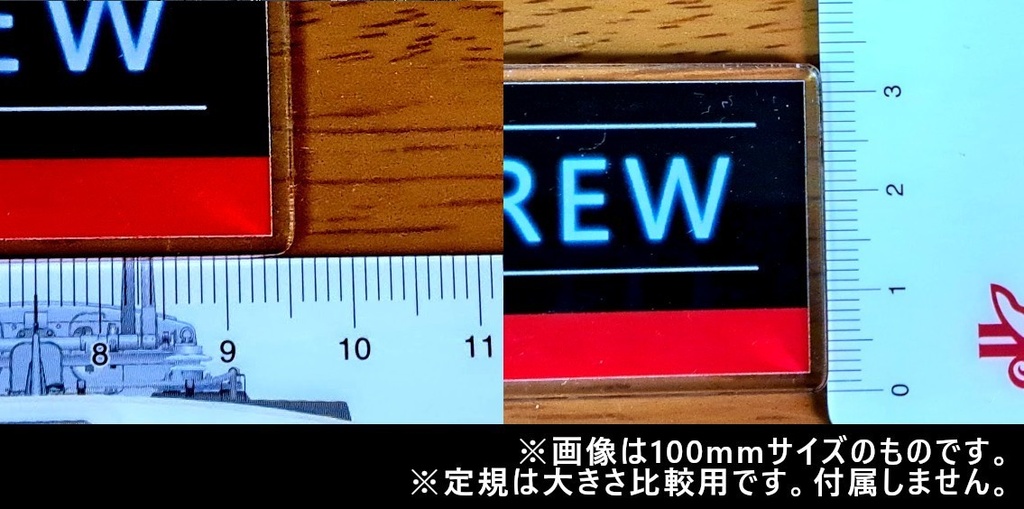 EW
8 9 10 11
3
REW
2
1
0
※画像は100mmサイズのものです。
※定規は大きさ比較用です。付属しません。